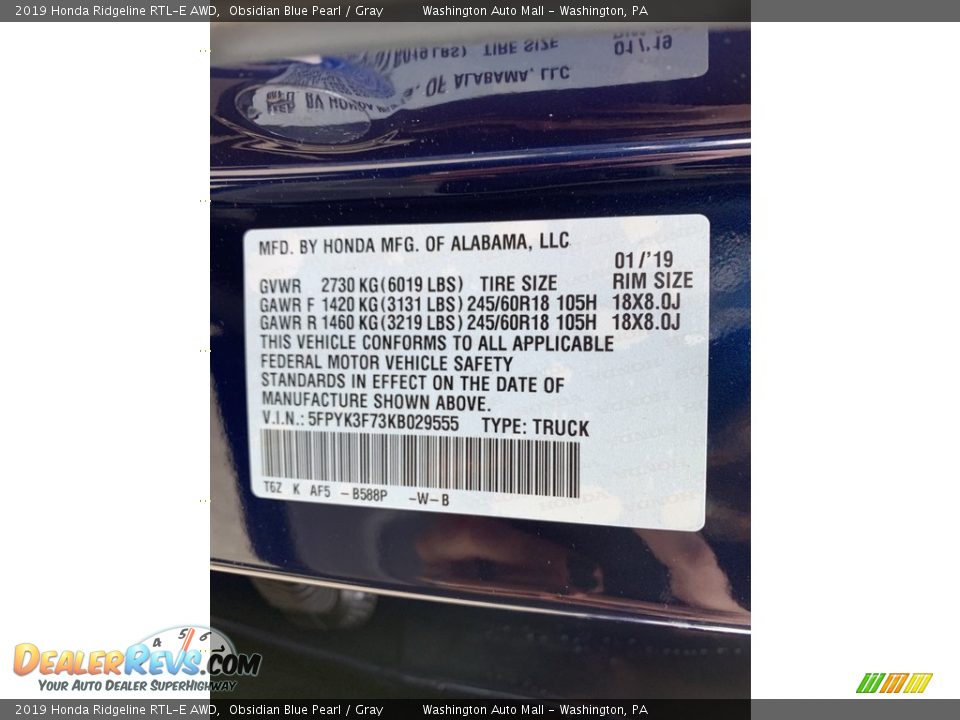 2019 Honda Ridgeline RTL-E AWD, Obsidian Blue Pearl / Gray Washington Auto Mall - Washington, PA
MFD. BY HONDA MFG. OF ALABAMA, LLC
01/'19
GVWR 2730 KG(6019 LBS) TIRE SIZE RIM SIZE
GAWR F 1420 KG(3131 LBS) 245/60R18 105H 18X8.0J
GAWR R 1460 KG(3219 LBS) 245/60R18 105H 18X8.0J
THIS VEHICLE CONFORMS TO ALL APPLICABLE
FEDERAL MOTOR VEHICLE SAFETY
STANDARDS IN EFFECT ON THE DATE OF
MANUFACTURE SHOWN ABOVE.
V.I.N.: 5FPYK3F73KB029555 TYPE: TRUCK
T6Z K AF5 -B588P -W-B
4 5 6
DEALERREVS.COM
YOUR AUTO DEALER SUPERHIGHWAY
2019 Honda Ridgeline RTL-E AWD, Obsidian Blue Pearl / Gray Washington Auto Mall - Washington, PA